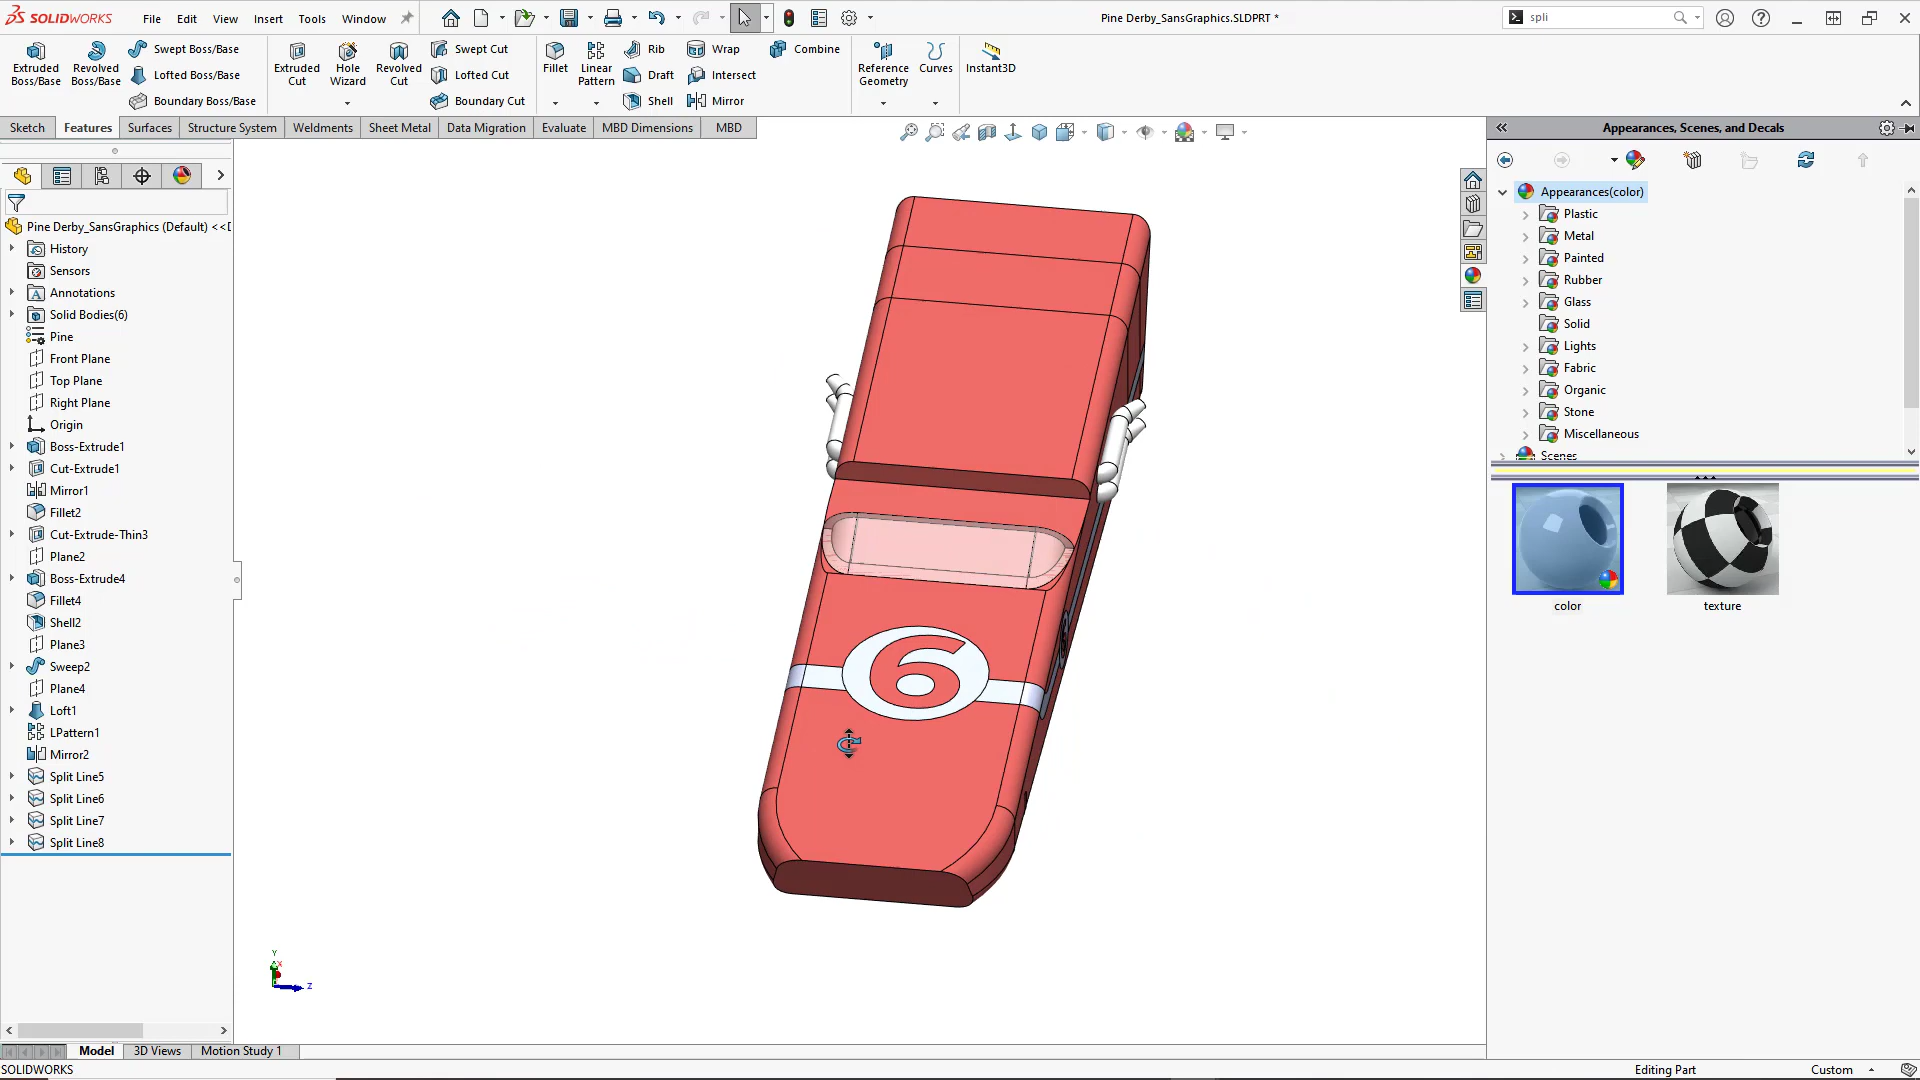 SOLIDWORKS File Edit View Insert Tools Window Pine Derby_SansGraphics.SLDPRT * spli
Extruded Boss/Base
Revolved Boss/Base
Swept Boss/Base
Lofted Boss/Base
Boundary Boss/Base
Extruded Cut
Hole Wizard
Revolved Cut
Swept Cut
Lofted Cut
Boundary Cut
Fillet
Linear Pattern
Rib
Draft
Shell
Wrap
Intersect
Mirror
Combine
Reference Geometry
Curves
Instant3D
Sketch Features Surfaces Structure System Weldments Sheet Metal Data Migration Evaluate MBD Dimensions MBD
Pine Derby_SansGraphics (Default) <<D
History
Sensors
Annotations
Solid Bodies(6)
Pine
Front Plane
Top Plane
Right Plane
Origin
Boss-Extrude1
Cut-Extrude1
Mirror1
Fillet2
Cut-Extrude-Thin3
Plane2
Boss-Extrude4
Fillet4
Shell2
Plane3
Sweep2
Plane4
Loft1
LPattern1
Mirror2
Split Line5
Split Line6
Split Line7
Split Line8
6
Y
X
Z
Appearances, Scenes, and Decals
Appearances(color)
Plastic
Metal
Painted
Rubber
Glass
Solid
Lights
Fabric
Organic
Stone
Miscellaneous
Scenes
color texture
Model 3D Views Motion Study 1
SOLIDWORKS Editing Part Custom